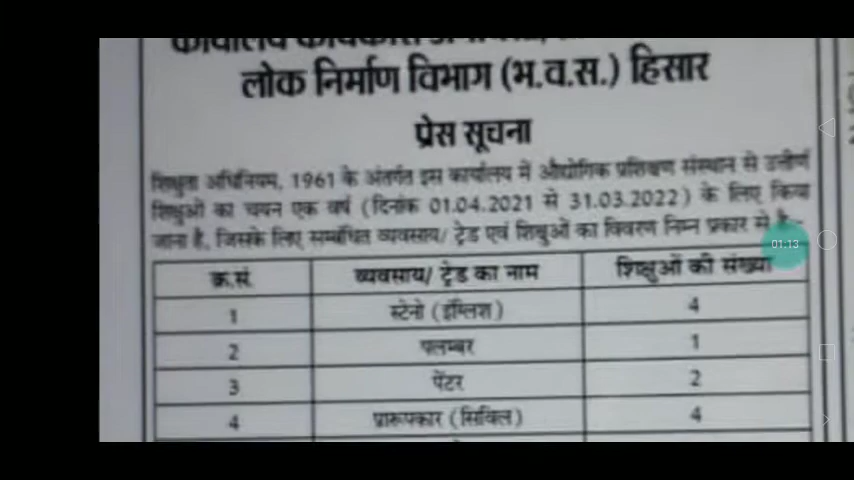 लोक निर्माण विभाग (भ.व.स.) हिसार
प्रेस सूचना
शिक्षुता अधिनियम, 1961 के अंतर्गत इस कार्यालय में औद्योगिक प्रशिक्षण संस्थान से उत्तीर्ण
शिक्षुओं का चयन एक वर्ष (दिनांक 01.04.2021 से 31.03.2022) के लिए किया
जाना है, जिसके लिए सम्बंधित व्यवसाय/ ट्रेड एवं शिक्षुओं का विवरण निम्न प्रकार से है:-
क्र.सं. व्यवसाय/ ट्रेड का नाम शिक्षुओं की संख्या
1 स्टेनो (इंग्लिश) 4
2 पलम्बर 1
3 पेंटर 2
4 प्रारूपकार (सिविल) 4
01:13